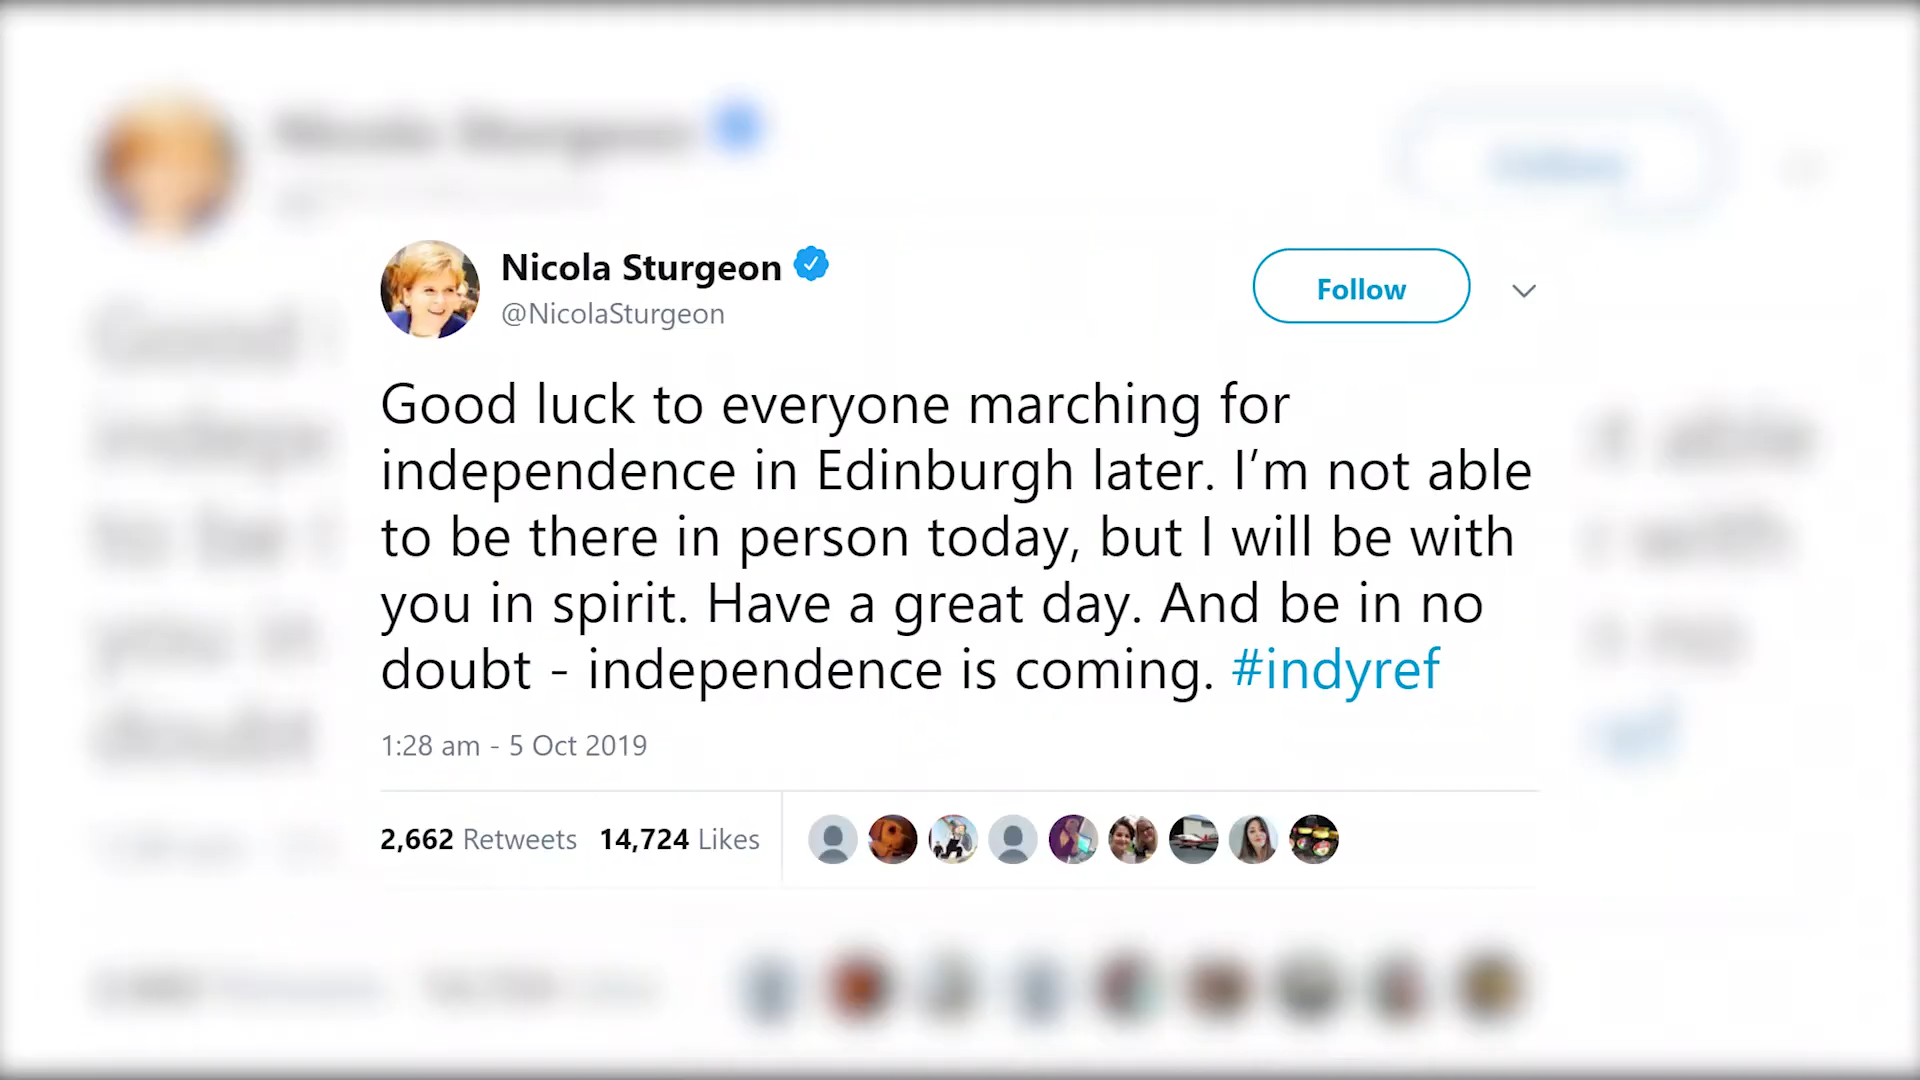 Nicola Sturgeon
@NicolaSturgeon
Follow
Good luck to everyone marching for
independence in Edinburgh later. I’m not able
to be there in person today, but I will be with
you in spirit. Have a great day. And be in no
doubt - independence is coming. #indyref
1:28 am - 5 Oct 2019
2,662 Retweets 14,724 Likes